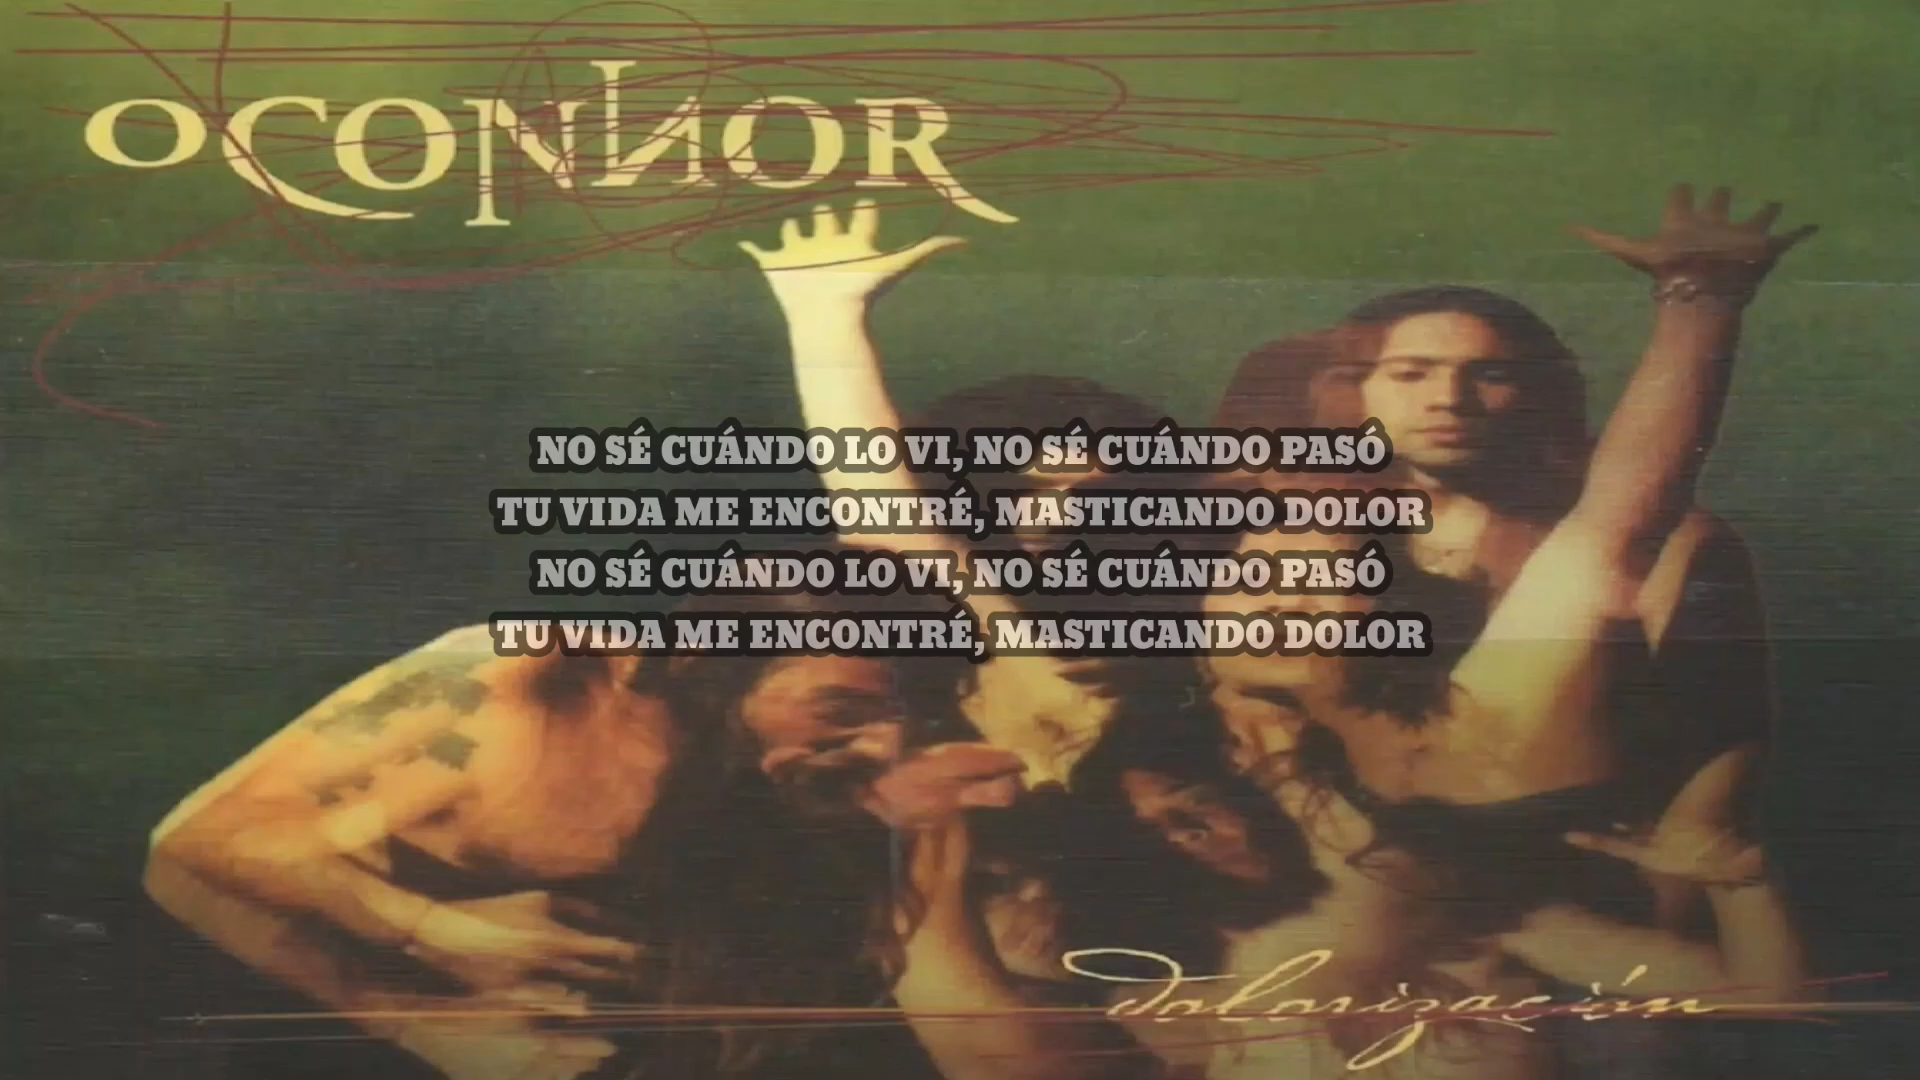 OCONNOR
NO SÉ CUÁNDO LO VI, NO SÉ CUÁNDO PASÓ
TU VIDA ME ENCONTRÉ, MASTICANDO DOLOR
NO SÉ CUÁNDO LO VI, NO SÉ CUÁNDO PASÓ
TU VIDA ME ENCONTRÉ, MASTICANDO DOLOR
dolorización